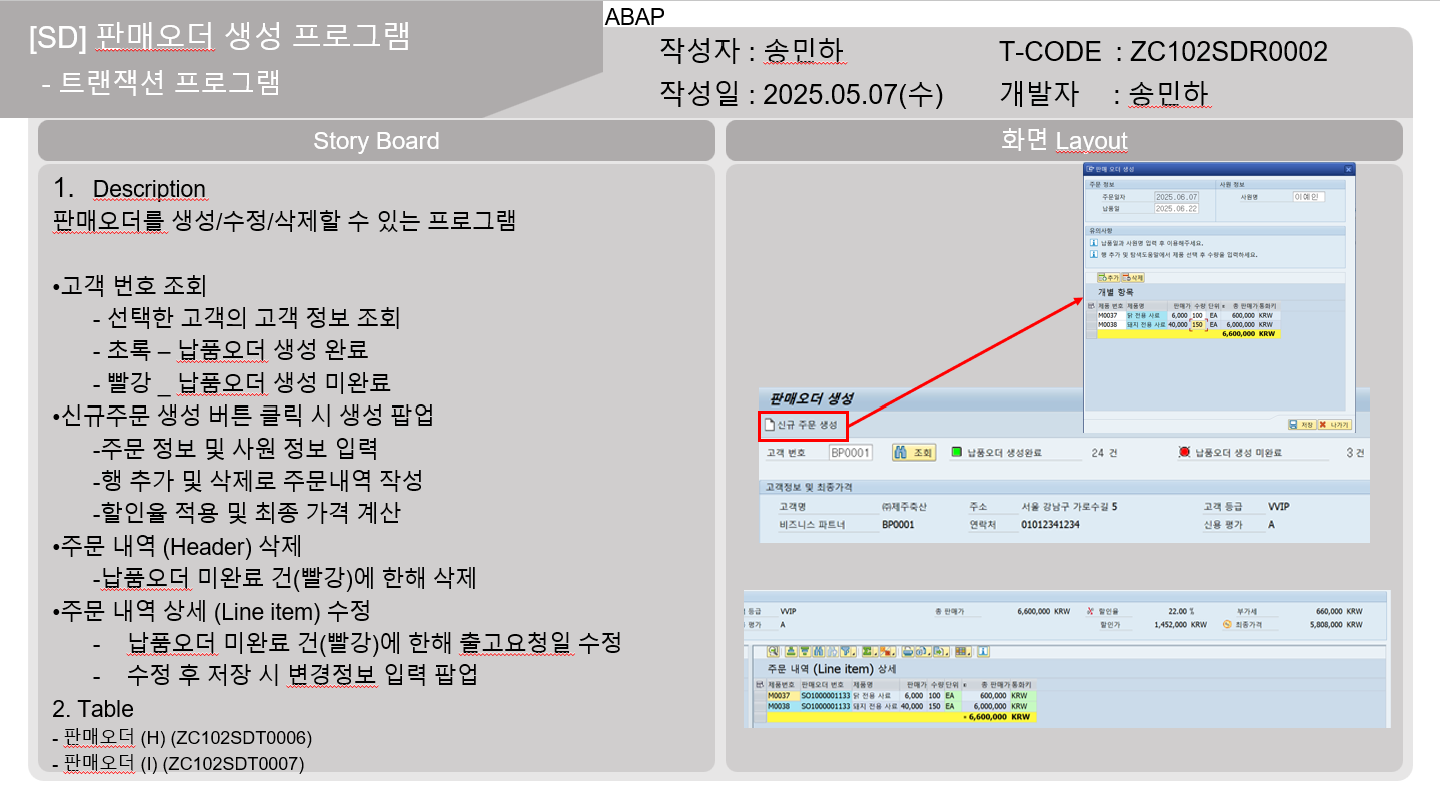 ABAP
[SD] 판매오더 생성 프로그램
- 트랜잭션 프로그램
작성자 : 송민하
T-CODE : ZC102SDR0002
작성일 : 2025.05.07(수)
개발자 : 송민하
Story Board
1. Description
판매오더를 생성/수정/삭제할 수 있는 프로그램
•고객 번호 조회
- 선택한 고객의 고객 정보 조회
- 초록 – 납품오더 생성 완료
- 빨강 _ 납품오더 생성 미완료
•신규주문 생성 버튼 클릭 시 생성 팝업
-주문 정보 및 사원 정보 입력
-행 추가 및 삭제로 주문내역 작성
-할인율 적용 및 최종 가격 계산
•주문 내역 (Header) 삭제
-납품오더 미완료 건(빨강)에 한해 삭제
•주문 내역 상세 (Line item) 수정
- 납품오더 미완료 건(빨강)에 한해 출고요청일 수정
- 수정 후 저장 시 변경정보 입력 팝업
2. Table
- 판매오더 (H) (ZC102SDT0006)
- 판매오더 (I) (ZC102SDT0007)
화면 Layout
판매 오더 생성
주문 정보
사원 정보
주문일자 2025.06.07
사원명 이예인
납품일 2025.06.22
유의사항
납품일과 사원명 입력 후 이용해주세요.
행 추가 및 탐색도움말에서 제품 선택 후 수량을 입력하세요.
추가 삭제
개별 항목
제품 번호 제품명 판매가 수량 단위 총 판매가 통화키
M0037 닭 전용 사료 6,000 100 EA 600,000 KRW
M0038 돼지 전용 사료 40,000 150 EA 6,000,000 KRW
6,600,000 KRW
저장 나가기
판매오더 생성
신규 주문 생성
고객 번호 BP0001 조회 납품오더 생성완료 24 건 납품오더 생성 미완료 3 건
고객정보 및 최종가격
고객명 ㈜제주축산 주소 서울 강남구 가로수길 5 고객 등급 VVIP
비즈니스 파트너 BP0001 연락처 01012341234 신용 평가 A
등급 VVIP 총 판매가 6,600,000 KRW 할인율 22.00 % 부가세 660,000 KRW
평가 A 할인가 1,452,000 KRW 최종가격 5,808,000 KRW
주문 내역 (Line item) 상세
제품번호 판매오더 번호 제품명 판매가 수량 단위 총 판매가 통화키
M0037 SO1000001133 닭 전용 사료 6,000 100 EA 600,000 KRW
M0038 SO1000001133 돼지 전용 사료 40,000 150 EA 6,000,000 KRW
6,600,000 KRW